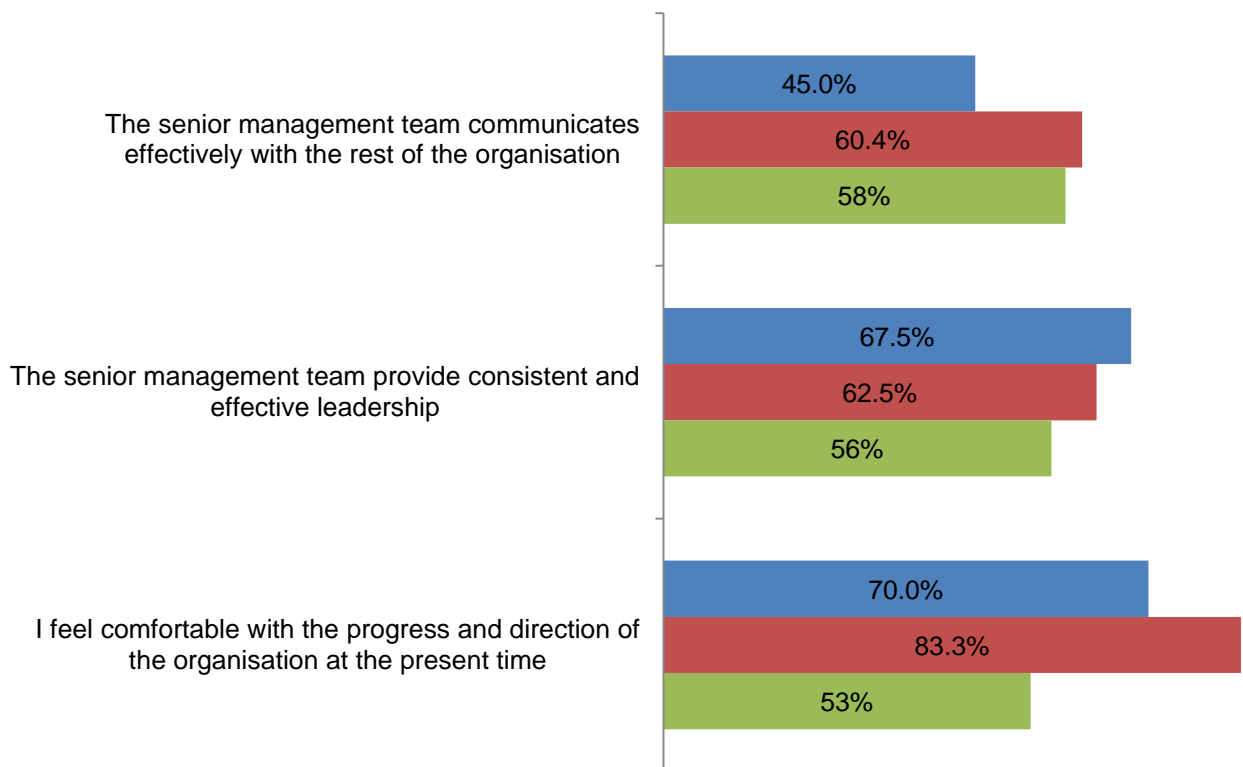 The senior management team communicates
effectively with the rest of the organisation
45.0%
60.4%
58%
The senior management team provide consistent and
effective leadership
67.5%
62.5%
56%
I feel comfortable with the progress and direction of
the organisation at the present time
70.0%
83.3%
53%